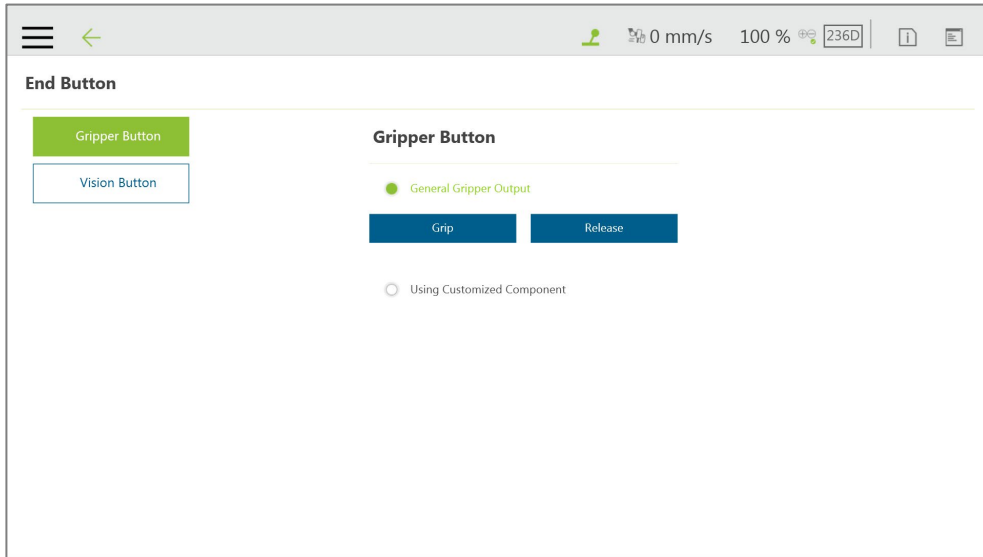 0 mm/s 100 % 236D
End Button
Gripper Button
Vision Button
Gripper Button
General Gripper Output
Grip Release
Using Customized Component